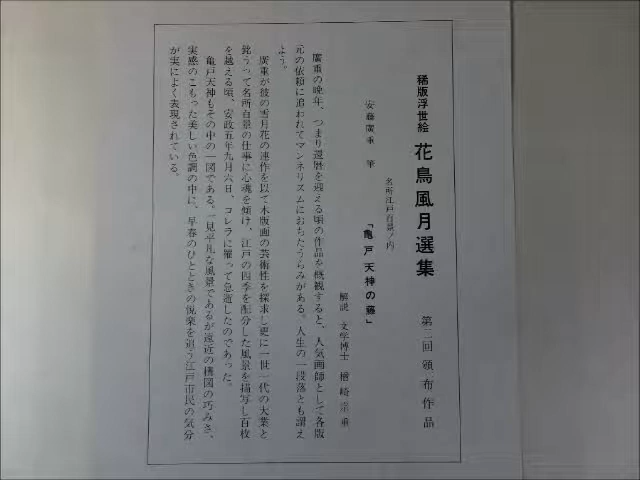 稀版浮世絵 花鳥風月選集 第二回頒布作品
名所江戸百景ノ内
安藤廣重 筆 「亀戸天神の藤」
解説 文学博士 楢崎宗重
廣重の晩年、つまり還暦を迎える頃の作品を概観すると、人気画師として各版
元の依頼に追われてマンネリズムにおちたうらみがある。人生の一段落とも謂え
よう。
廣重が彼の雪月花の連作を以て木版画の芸術性を探求し更に一世一代の大業と
銘うって名所百景の仕事に心魂を傾け、江戸の四季を配分した風景を描写し百枚
を越える頃、安政五年九月六日、コレラに罹って急逝したのであった。
亀戸天神もその中の一図である。一見平凡な風景であるが遠近の構図の巧みさ、
実感のこもった美しい色調の中に、早春のひとときの悦楽を追う江戸市民の気分
が実によく表現されている。